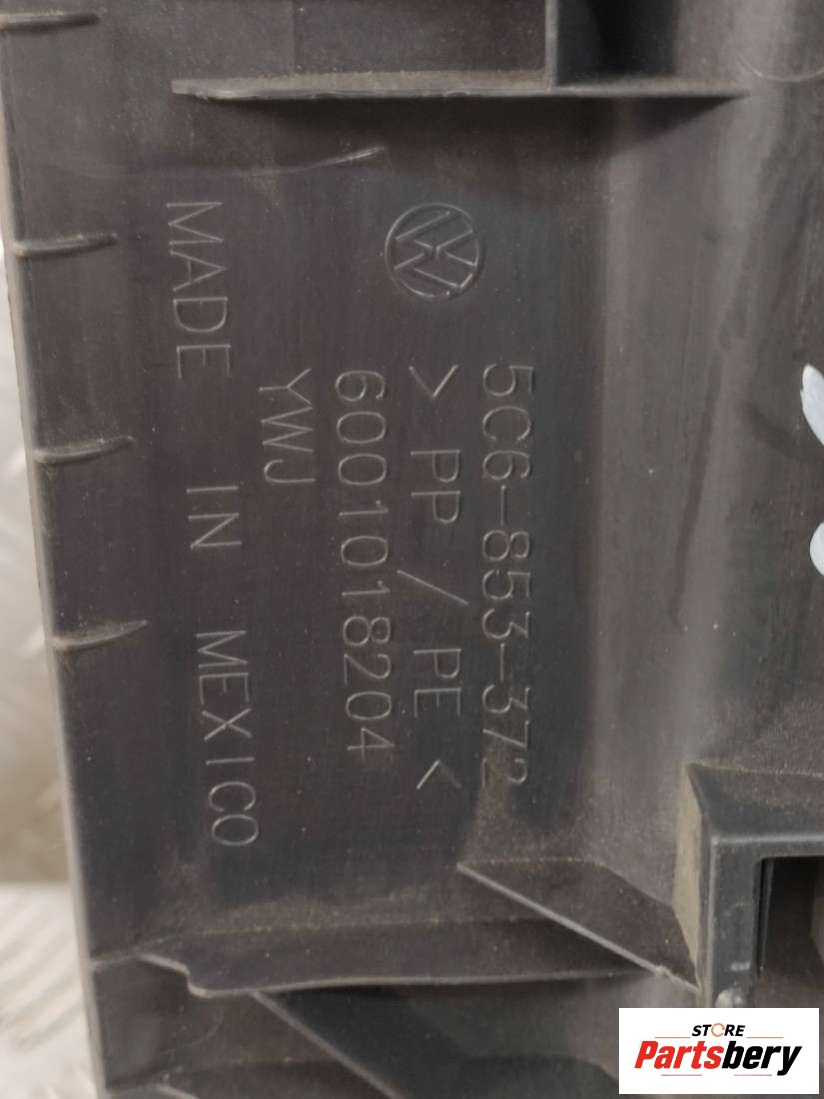 5C6-853-372
> PP / PE <
6001018204
YWJ
MADE IN MEXICO
STORE
Partsbery